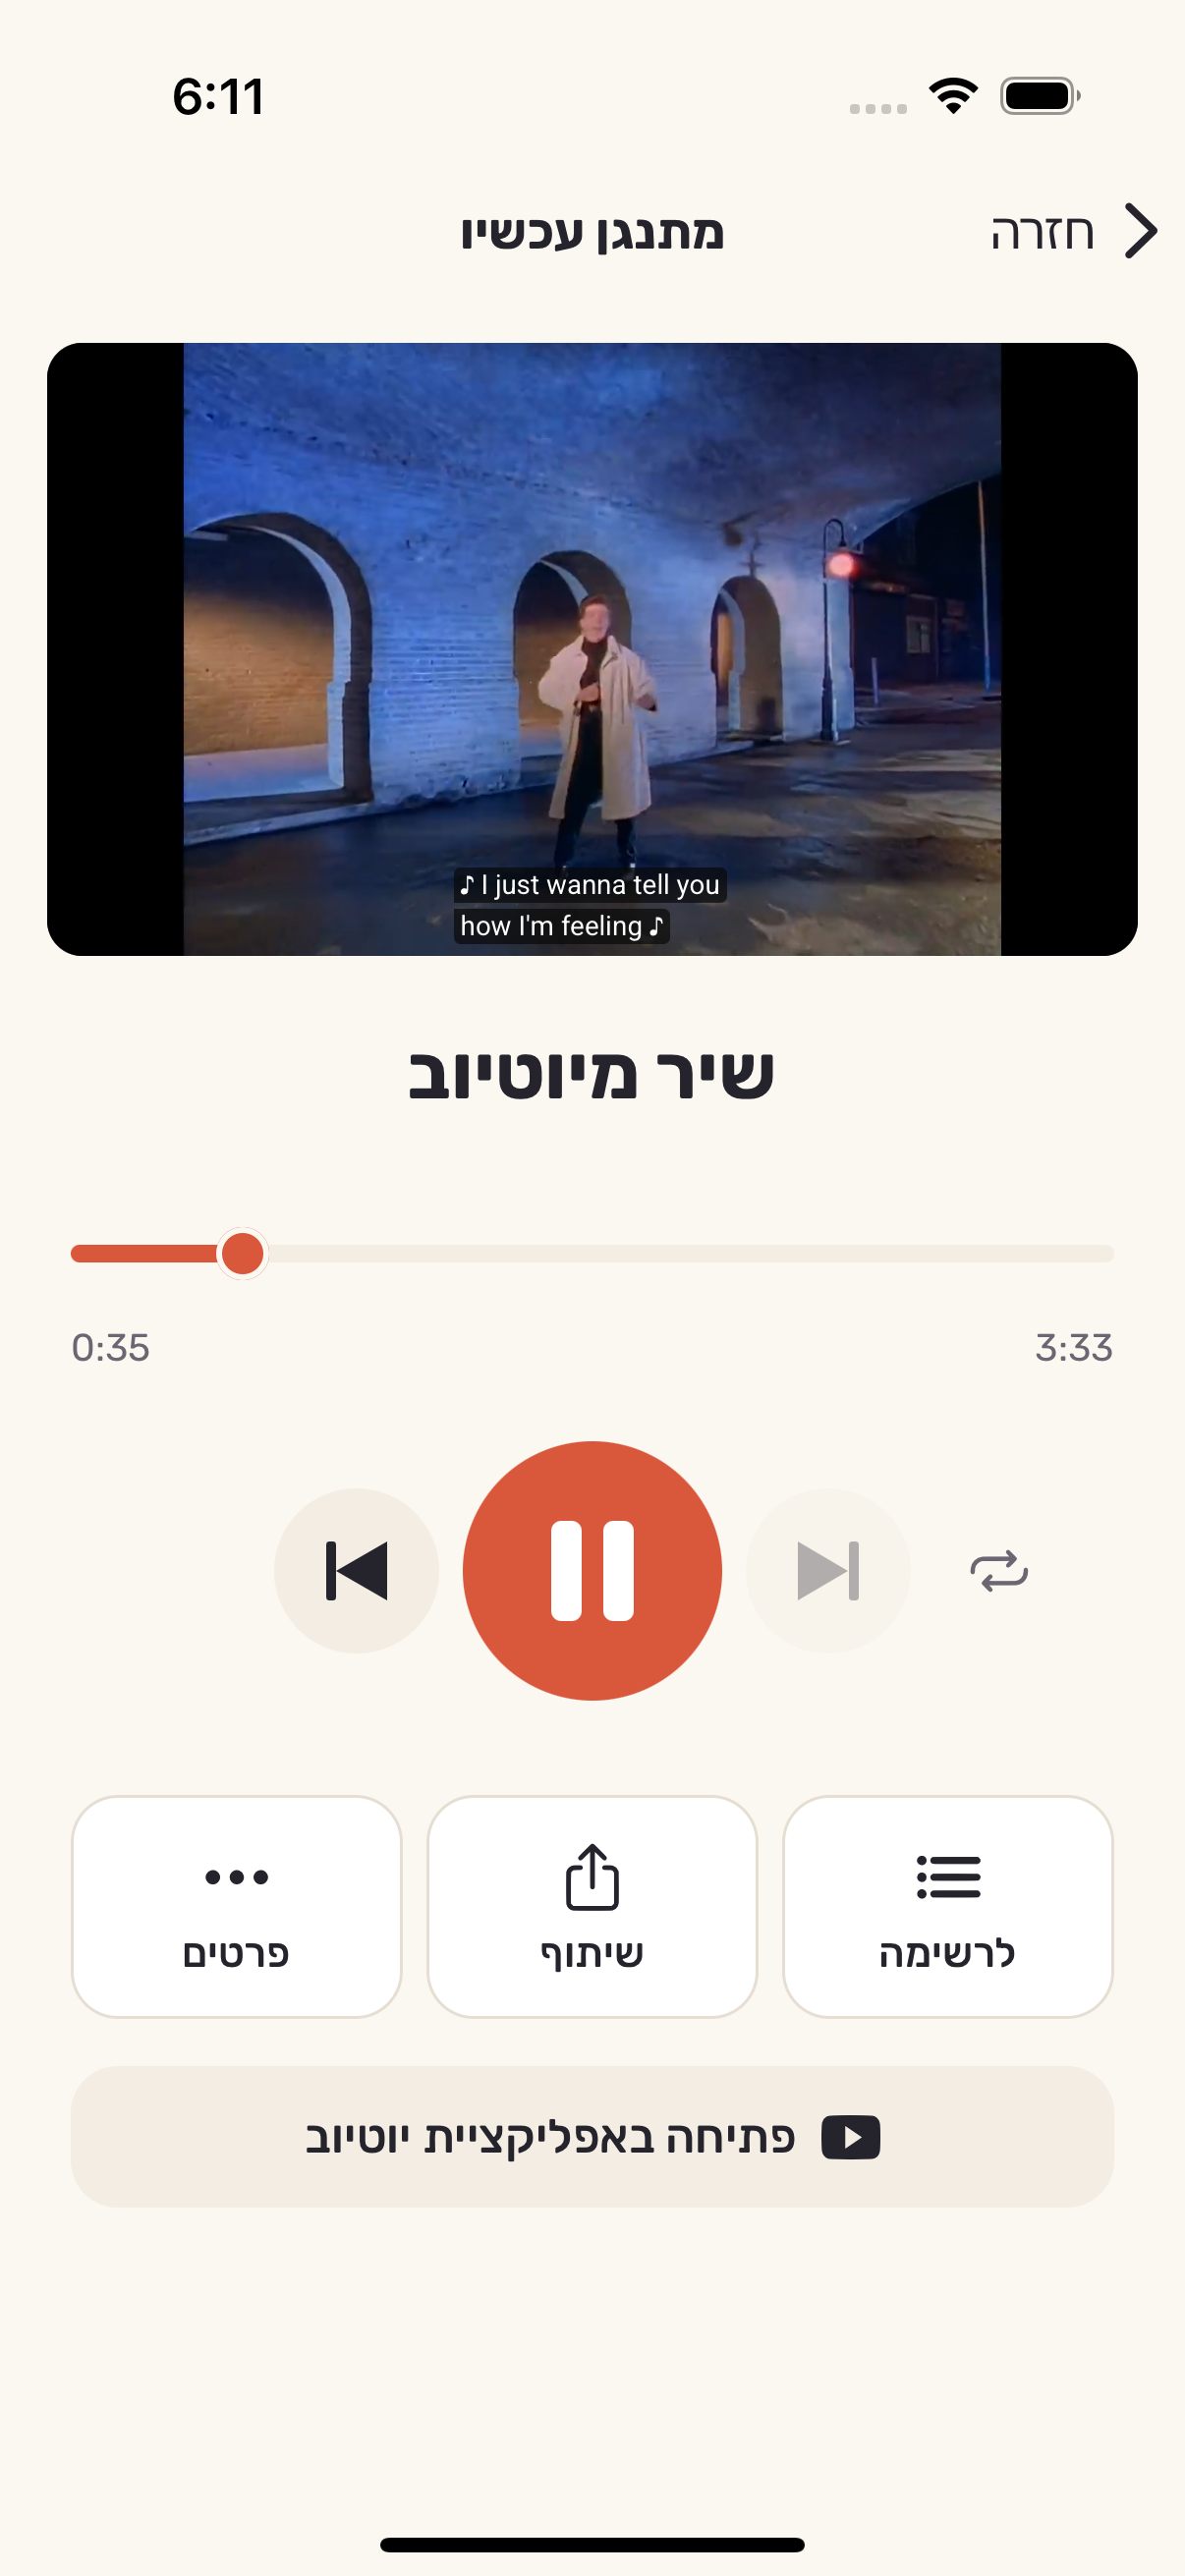 6:11
חזרה
מתנגן עכשיו
♪ I just wanna tell you
how I'm feeling ♪
שיר מיוטיוב
0:35
3:33
לרשימה
שיתוף
פרטים
פתיחה באפליקציית יוטיוב